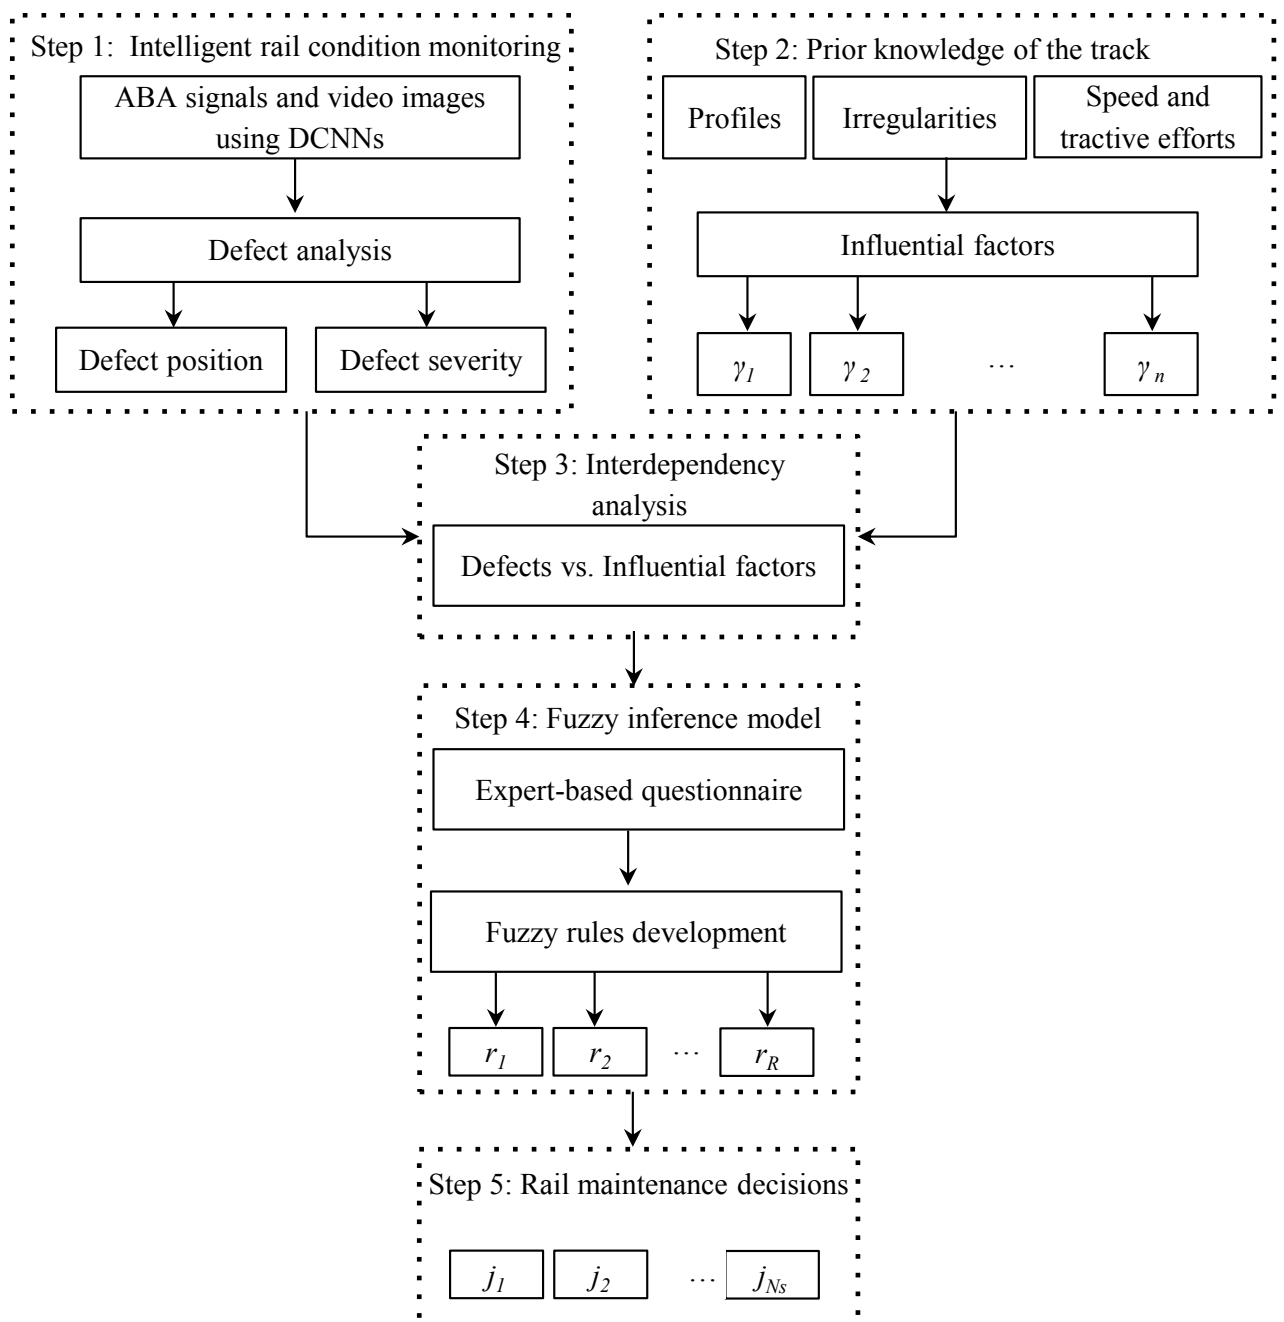 Step 1: Intelligent rail condition monitoring
ABA signals and video images
using DCNNs
Defect analysis
Defect position
Defect severity
Step 2: Prior knowledge of the track
Profiles
Irregularities
Speed and
tractive efforts
Influential factors
γ1
γ2
...
γn
Step 3: Interdependency
analysis
Defects vs. Influential factors
Step 4: Fuzzy inference model
Expert-based questionnaire
Fuzzy rules development
r1
r2
...
rR
Step 5: Rail maintenance decisions
j1
j2
...
jNs